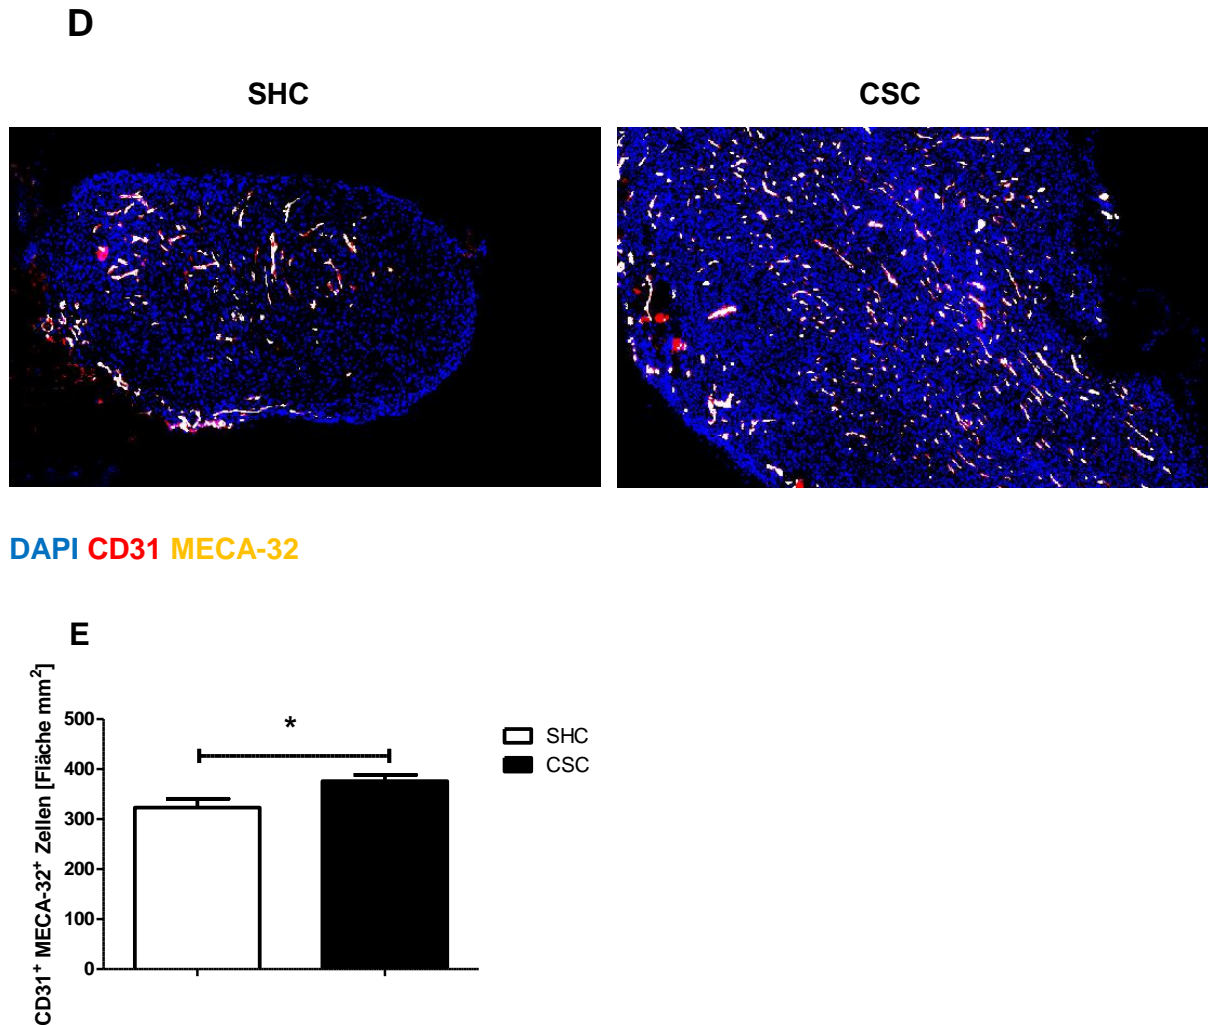 D
SHC CSC
DAPI CD31 MECA-32
E
CD31⁺ MECA-32⁺ Zellen [Fläche mm²]
500
400
300
200
100
0
*
SHC
CSC